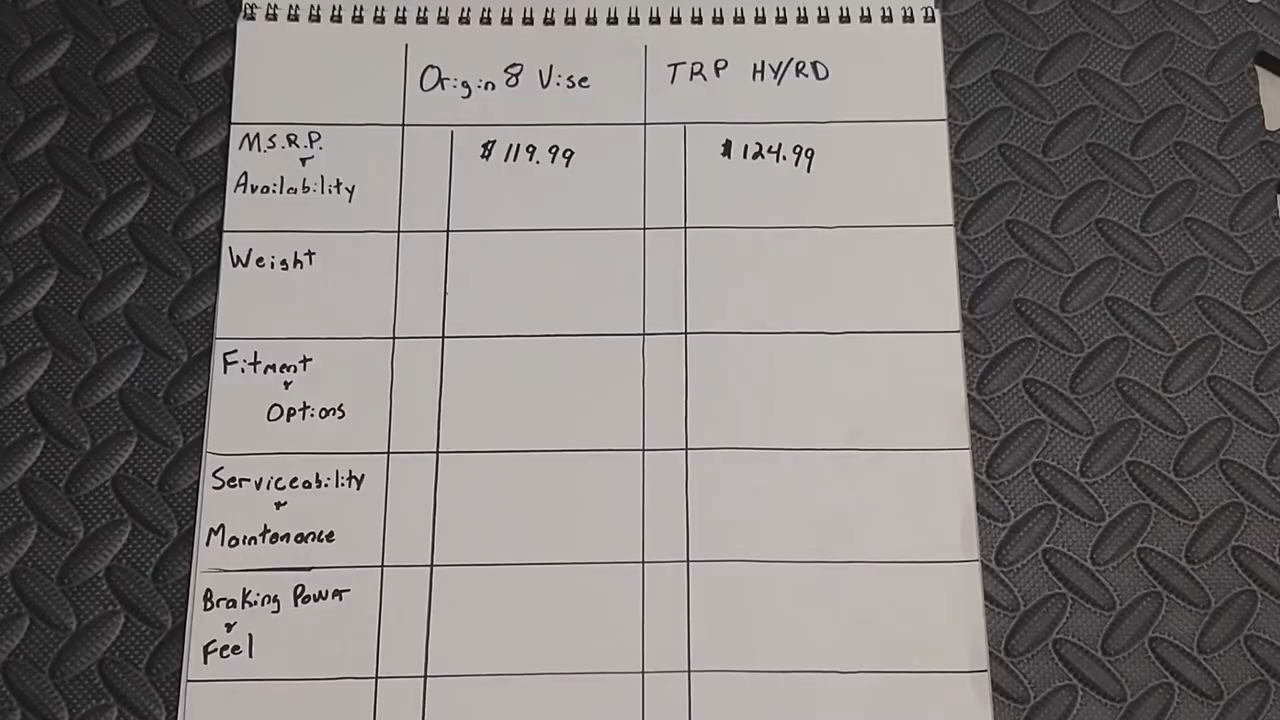 Origin 8 Vise TRP HY/RD
M.S.R.P. $119.99 $124.99
&
Availability
Weight
Fitment
&
Options
Serviceability
&
Maintenance
Braking Power
&
Feel